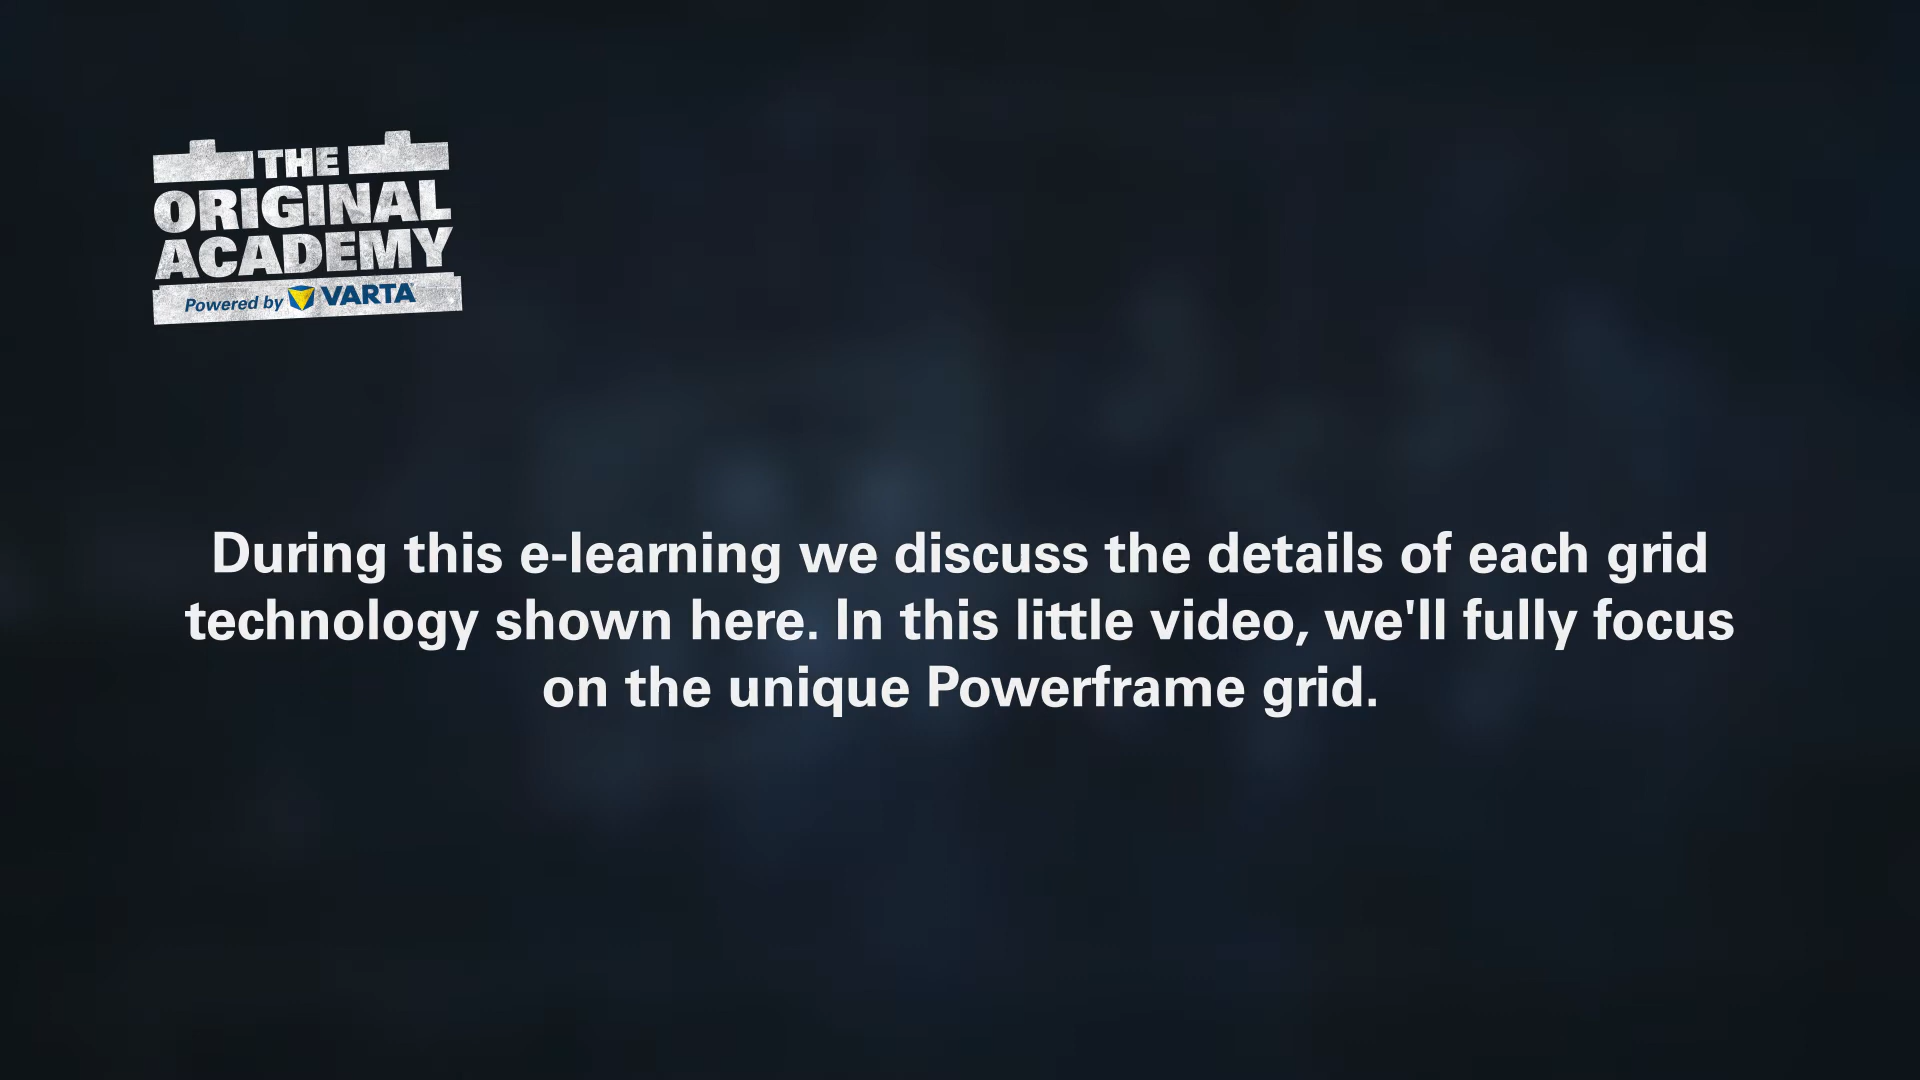 THE
ORIGINAL
ACADEMY
Powered by VARTA
During this e-learning we discuss the details of each grid
technology shown here. In this little video, we'll fully focus
on the unique Powerframe grid.